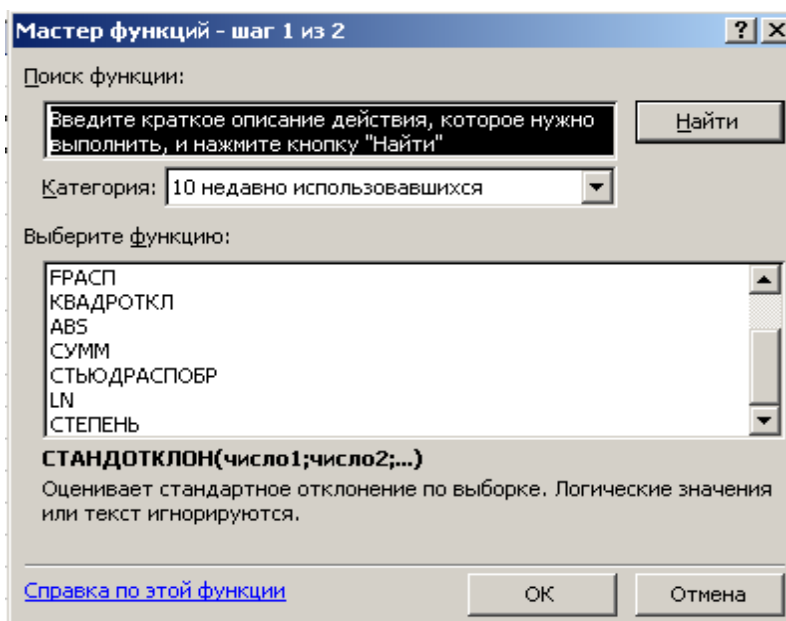 Мастер функций - шаг 1 из 2
Поиск функции:
Введите краткое описание действия, которое нужно
выполнить, и нажмите кнопку "Найти"
Найти
Категория: 10 недавно использовавшихся
Выберите функцию:
FРАСП
КВАДРОТКЛ
ABS
СУММ
СТЬЮДРАСПОБР
LN
СТЕПЕНЬ
СТАНДОТКЛОН(число1;число2;...)
Оценивает стандартное отклонение по выборке. Логические значения
или текст игнорируются.
Справка по этой функции
ОК
Отмена